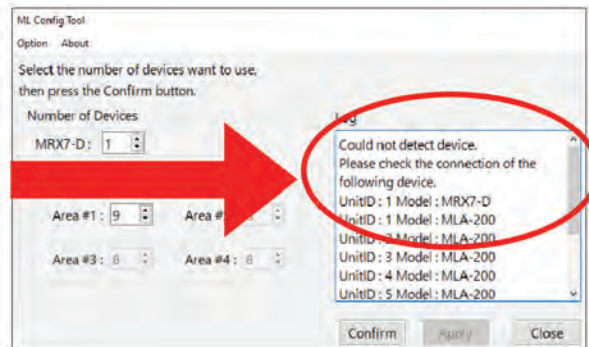 ML Config Tool
Option About
Select the number of devices want to use,
then press the Confirm button.
Number of Devices
MRX7-D : 1
Area #1 : 9
Area #3 : 8 Area #4 : 8
Could not detect device.
Please check the connection of the
following device.
UnitID : 1 Model : MRX7-D
UnitID : 1 Model : MLA-200
Model : MLA-200
UnitID : 3 Model : MLA-200
UnitID : 4 Model : MLA-200
UnitID : 5 Model : MLA-200
Confirm Apply Close